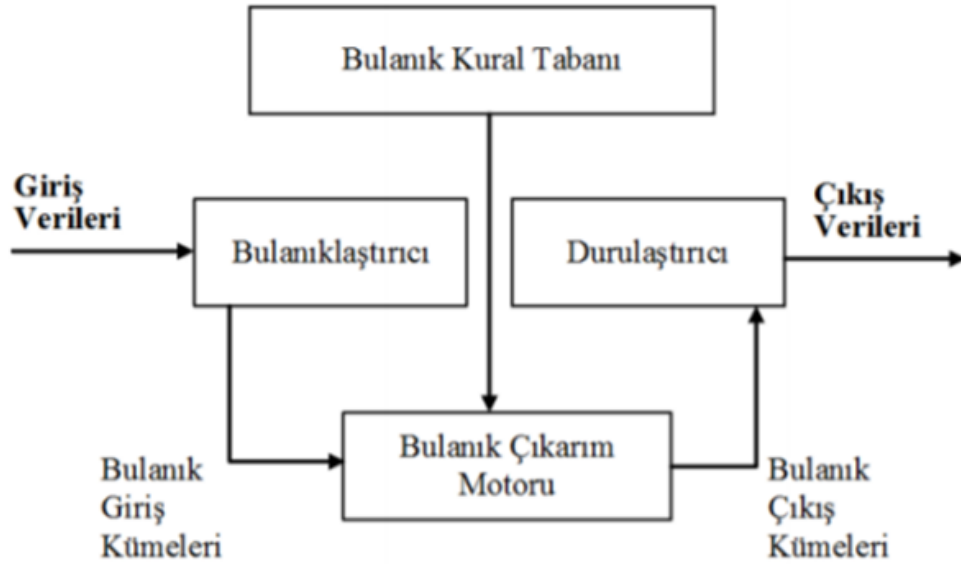 Bulanık Kural Tabanı
Giriş
Verileri
Bulanıklaştırıcı
Durulaştırıcı
Çıkış
Verileri
Bulanık Çıkarım
Motoru
Bulanık
Giriş
Kümeleri
Bulanık
Çıkış
Kümeleri